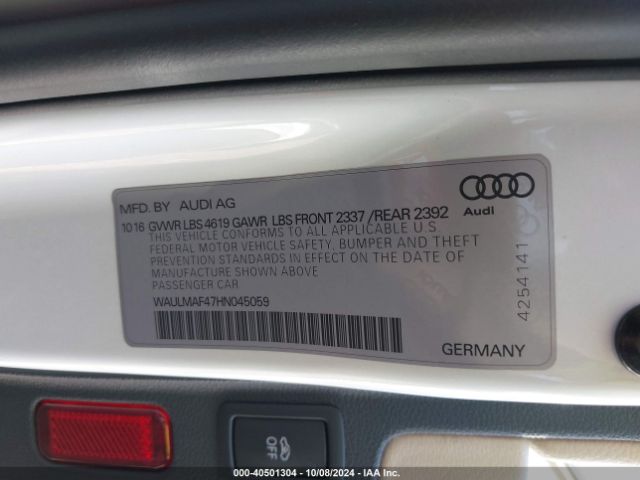 MFD. BY AUDI AG
10 16 GVWR LBS 4619 GAWR LBS FRONT 2337 / REAR 2392
THIS VEHICLE CONFORMS TO ALL APPLICABLE U.S
FEDERAL MOTOR VEHICLE SAFETY, BUMPER AND THEFT
PREVENTION STANDARDS IN EFFECT ON THE DATE OF
MANUFACTURE SHOWN ABOVE
PASSENGER CAR
WAULMAF47HN045059
Audi
4254141
GERMANY
OFF
000-40501304 | 10/08/2024 - IAA Inc.